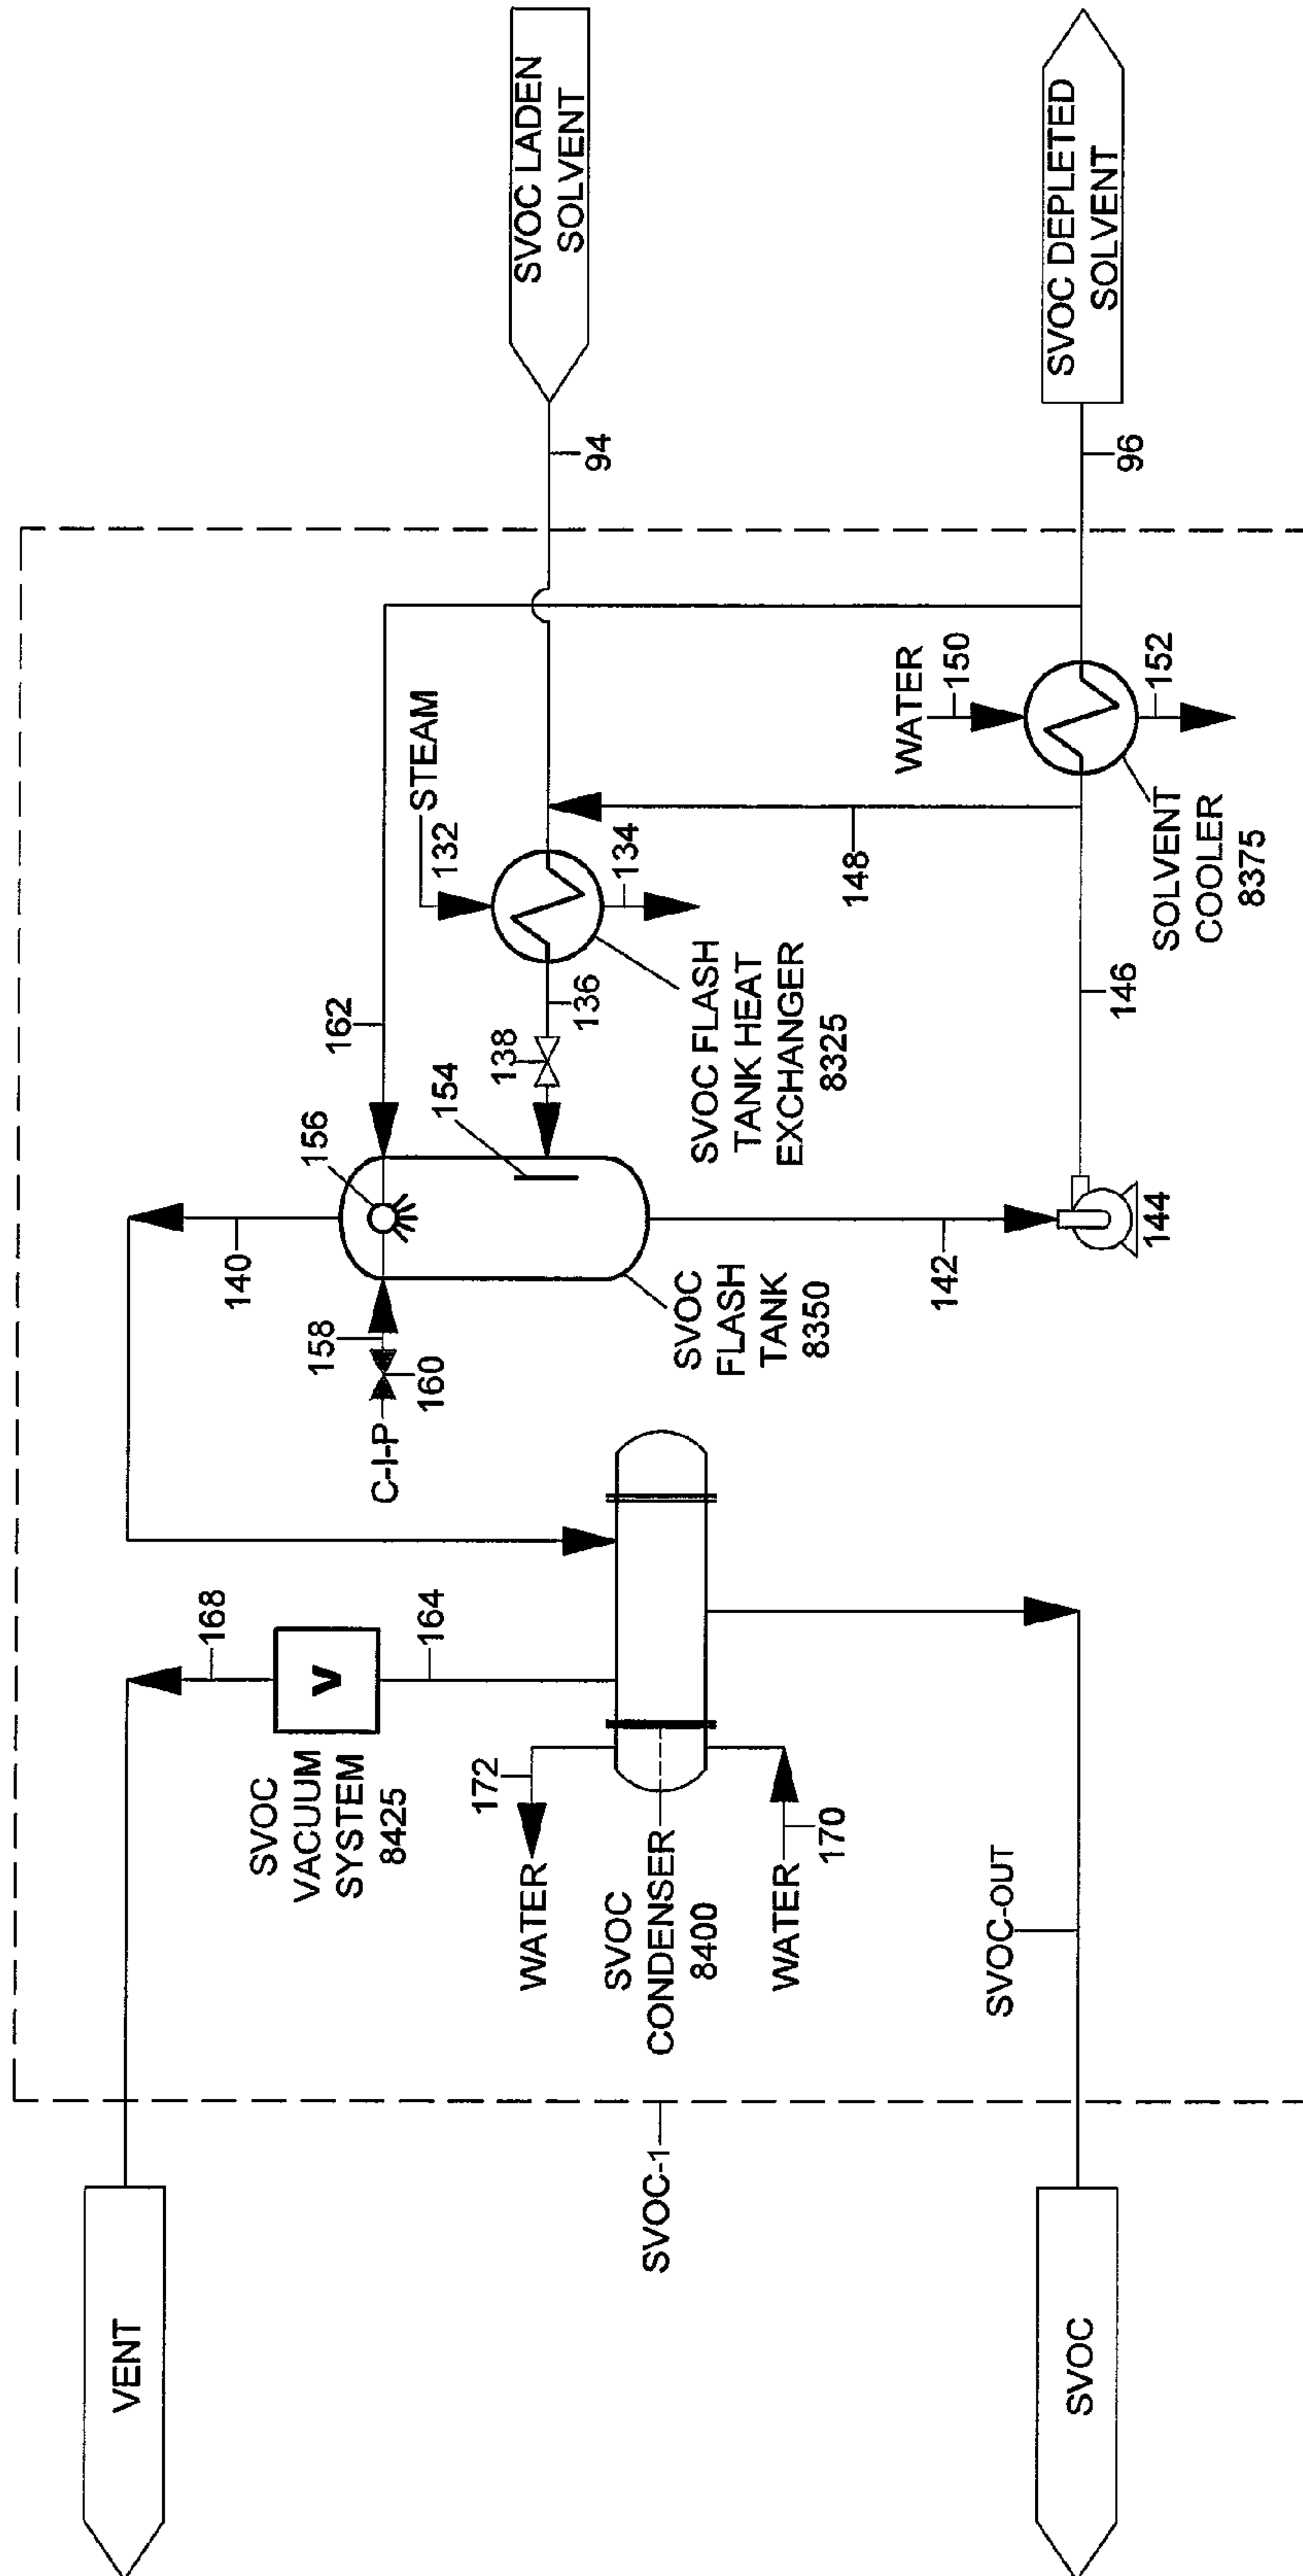 VENT
SVOC
SVOC-1
SVOC
VACUUM
SYSTEM
8425
168
164
172
WATER
SVOC
CONDENSER
8400
WATER
170
SVOC-OUT
140
C-I-P
158
160
156
162
154
SVOC
FLASH
TANK
8350
142
144
STEAM
132
134
136
138
SVOC FLASH
TANK HEAT
EXCHANGER
8325
148
146
WATER
150
152
SOLVENT
COOLER
8375
SVOC LADEN
SOLVENT
94
SVOC DEPLETED
SOLVENT
96
V